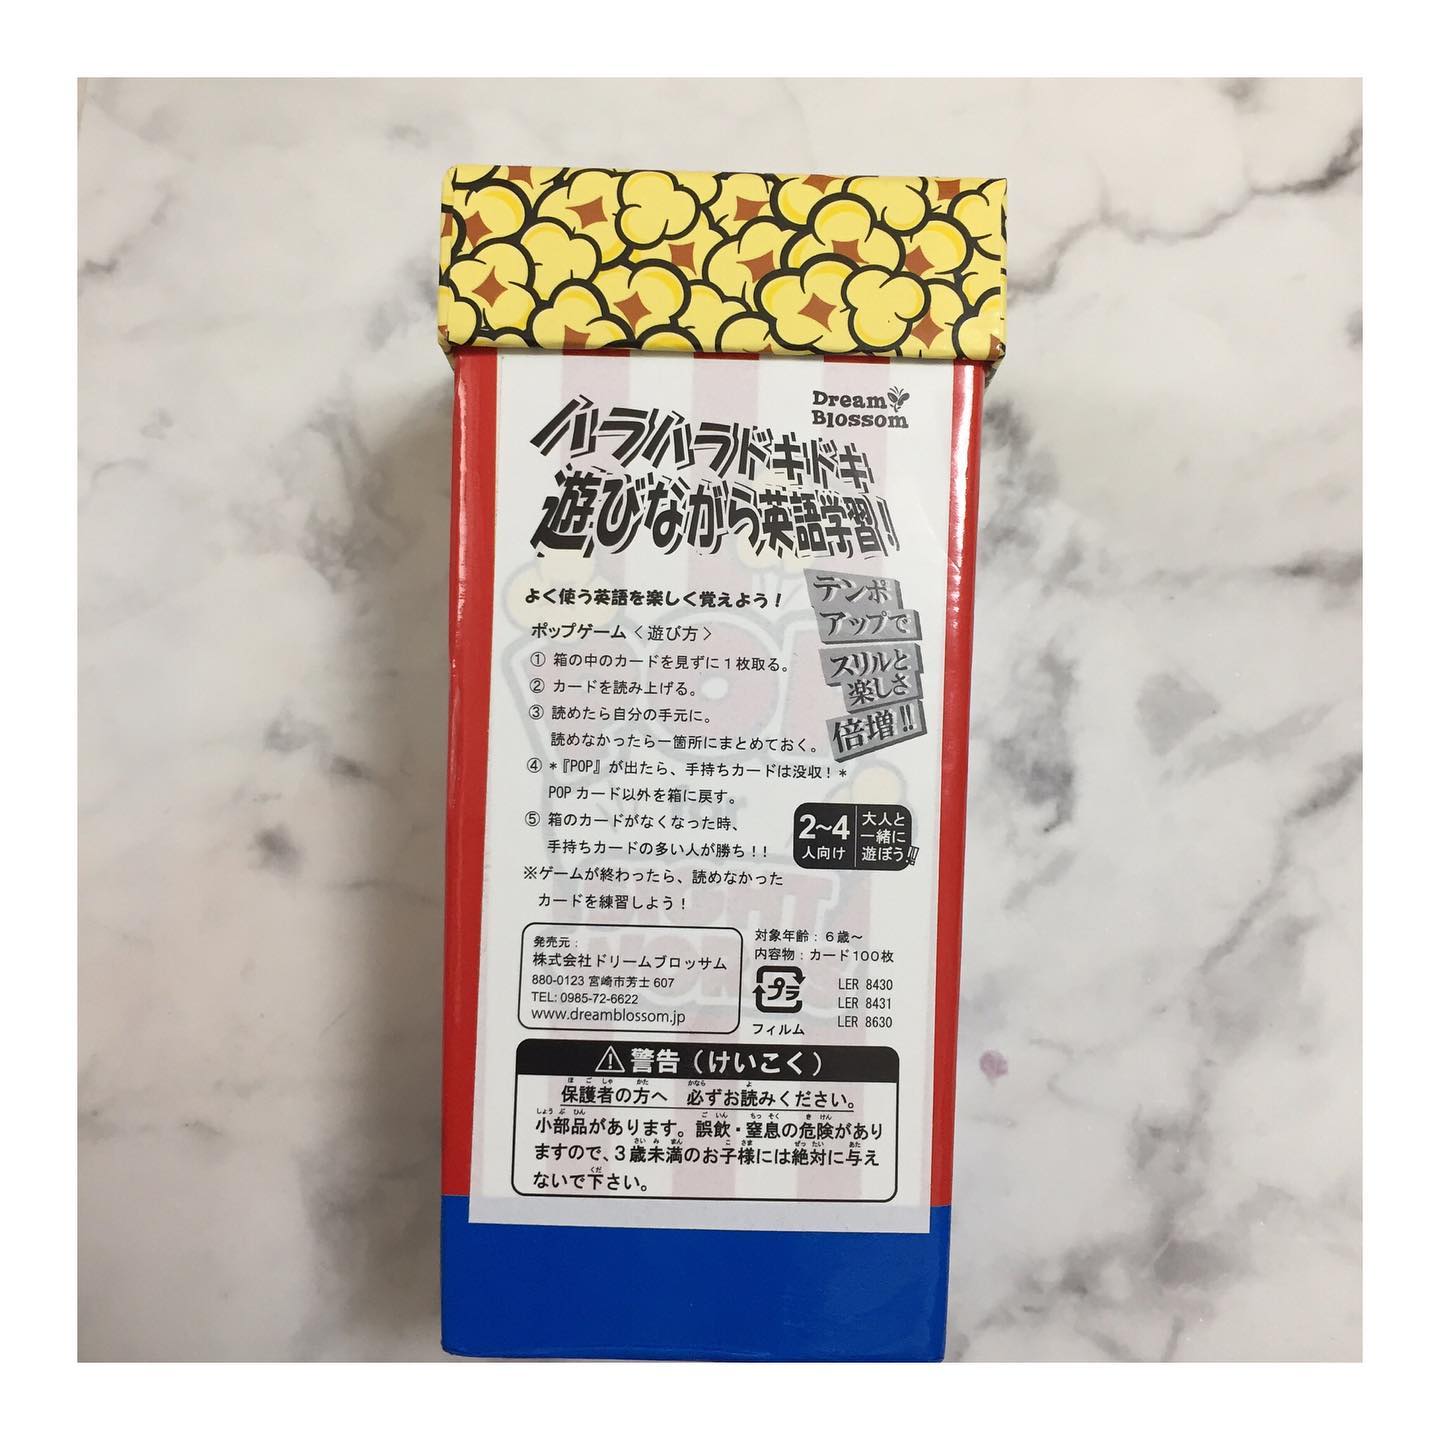 Dream
Blossom
ハラハラドキドキ
遊びながら英語学習!
よく使う英語を楽しく覚えよう!
テンポ
アップで
スリルと
楽しさ
倍増!!
ポップゲーム〈遊び方〉
① 箱の中のカードを見ずに1枚取る。
② カードを読み上げる。
③ 読めたら自分の手元に。
読めなかったら一箇所にまとめておく。
④ *『POP』が出たら、手持ちカードは没収!*
POPカード以外を箱に戻す。
⑤ 箱のカードがなくなった時、
手持ちカードの多い人が勝ち!!
※ゲームが終わったら、読めなかった
カードを練習しよう!
2~4
人向け
大人と
一緒に
遊ぼう!!
発売元:
株式会社ドリームブロッサム
880-0123 宮崎市芳士 607
TEL: 0985-72-6622
www.dreamblossom.jp
対象年齢:6歳~
内容物:カード100枚
プラ
フィルム
LER 8430
LER 8431
LER 8630
警告(けいこく)
保護者の方へ 必ずお読みください。
小部品があります。誤飲・窒息の危険があり
ますので、3歳未満のお子様には絶対に与え
ないで下さい。